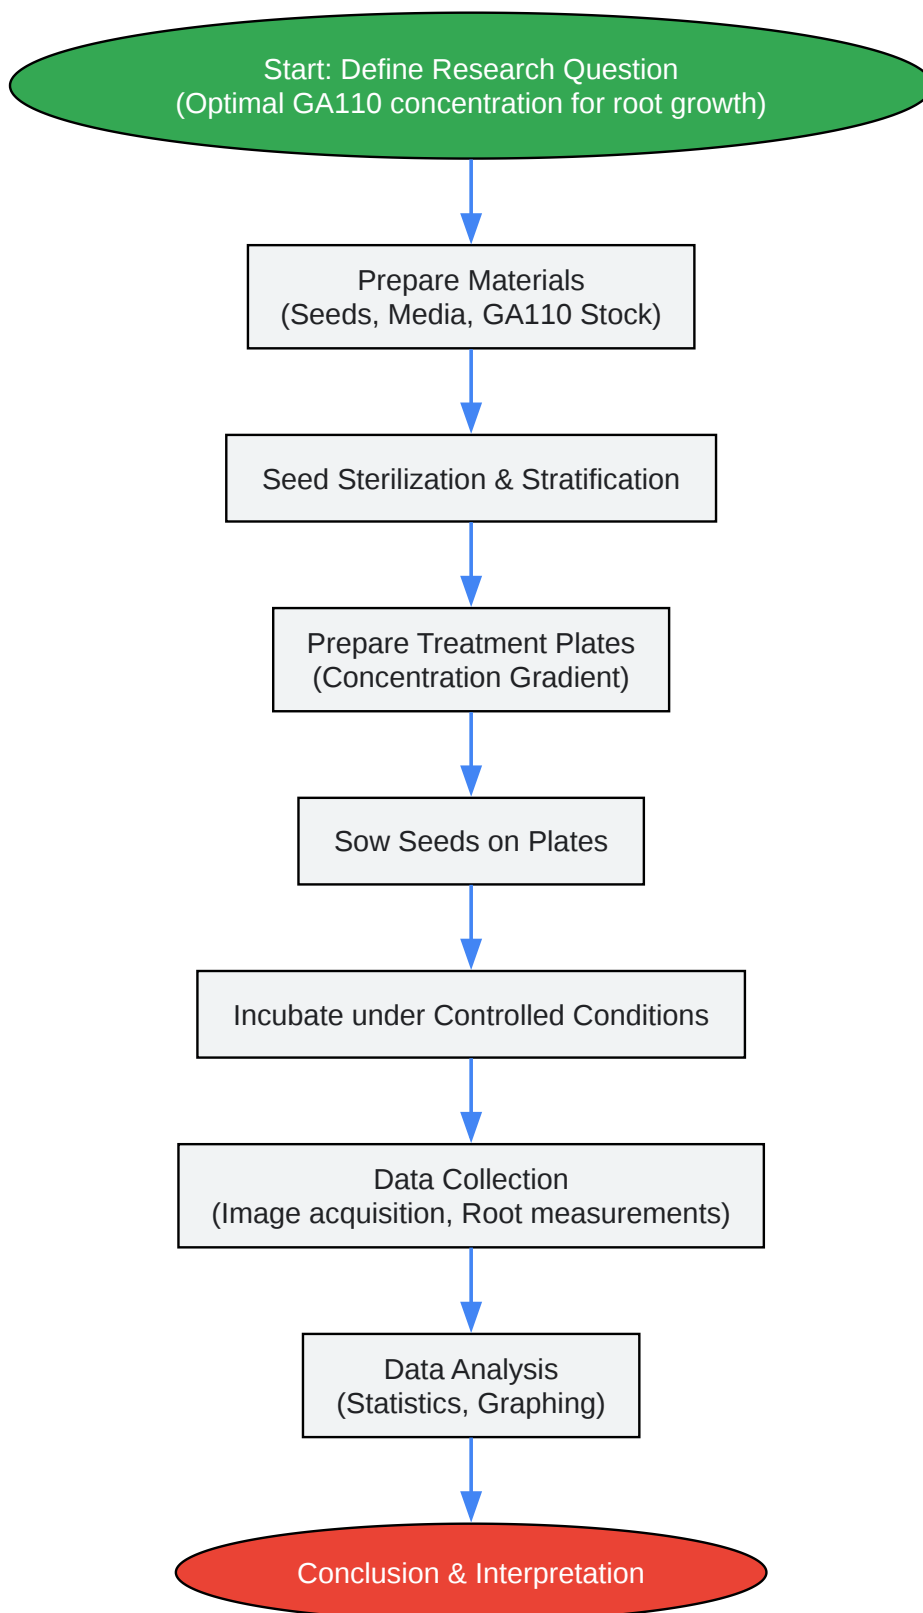 Start: Define Research Question
(Optimal GA110 concentration for root growth)
Prepare Materials
(Seeds, Media, GA110 Stock)
Seed Sterilization & Stratification
Prepare Treatment Plates
(Concentration Gradient)
Sow Seeds on Plates
Incubate under Controlled Conditions
Data Collection
(Image acquisition, Root measurements)
Data Analysis
(Statistics, Graphing)
Conclusion & Interpretation